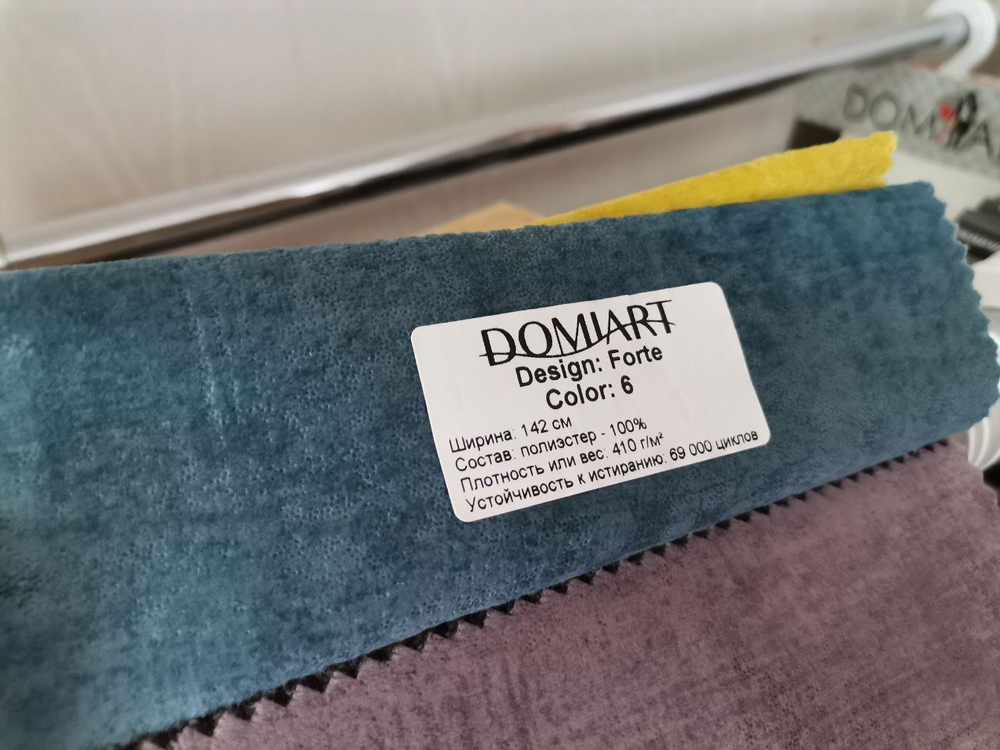 DOMIART
Design: Forte
Color: 6
Ширина: 142 см
Состав: полиэстер - 100%
Плотность или вес: 410 г/м²
Устойчивость к истиранию: 69 000 циклов